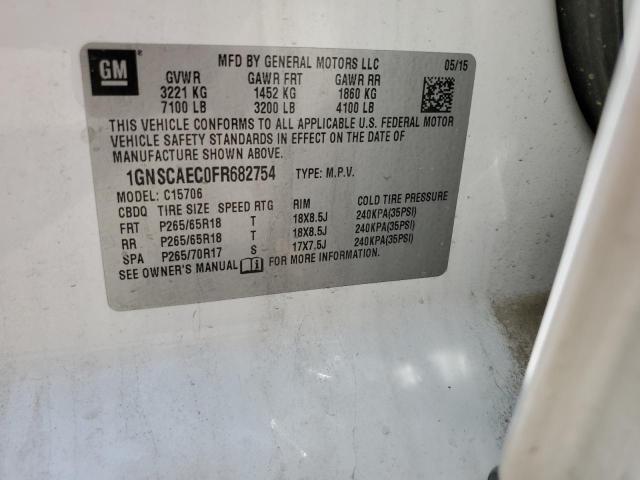 GM
MFD BY GENERAL MOTORS LLC 05/15
GVWR GAWR FRT GAWR RR
3221 KG 1452 KG 1860 KG
7100 LB 3200 LB 4100 LB
THIS VEHICLE CONFORMS TO ALL APPLICABLE U.S. FEDERAL MOTOR
VEHICLE SAFETY STANDARDS IN EFFECT ON THE DATE OF
MANUFACTURE SHOWN ABOVE.
1GNSCAEC0FR682754 TYPE: M.P.V.
MODEL: C15706
CBDQ TIRE SIZE SPEED RTG RIM COLD TIRE PRESSURE
FRT P265/65R18 T 18X8.5J 240KPA(35PSI)
RR P265/65R18 T 18X8.5J 240KPA(35PSI)
SPA P265/70R17 S 17X7.5J 240KPA(35PSI)
SEE OWNER'S MANUAL FOR MORE INFORMATION.